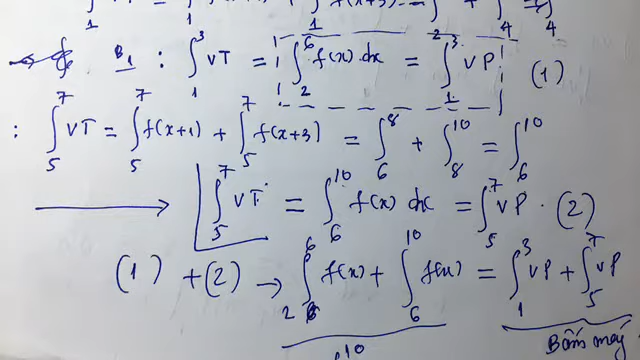 B₁ : ∫₁³ VT = ∫₂⁶ f(x) dx = ∫₁³ VP (1)
: ∫₅⁷ VT = ∫₅⁷ f(x+1) + ∫₅⁷ f(x+3) = ∫₆⁸ + ∫₈¹⁰ = ∫₆¹⁰
→ ∫₅⁷ VT = ∫₆¹⁰ f(x) dx = ∫₅⁷ VP . (2)
(1) + (2) → ∫₂⁶ f(x) + ∫₆¹⁰ f(x) = ∫₁³ VP + ∫₅⁷ VP
10 Bấm máy